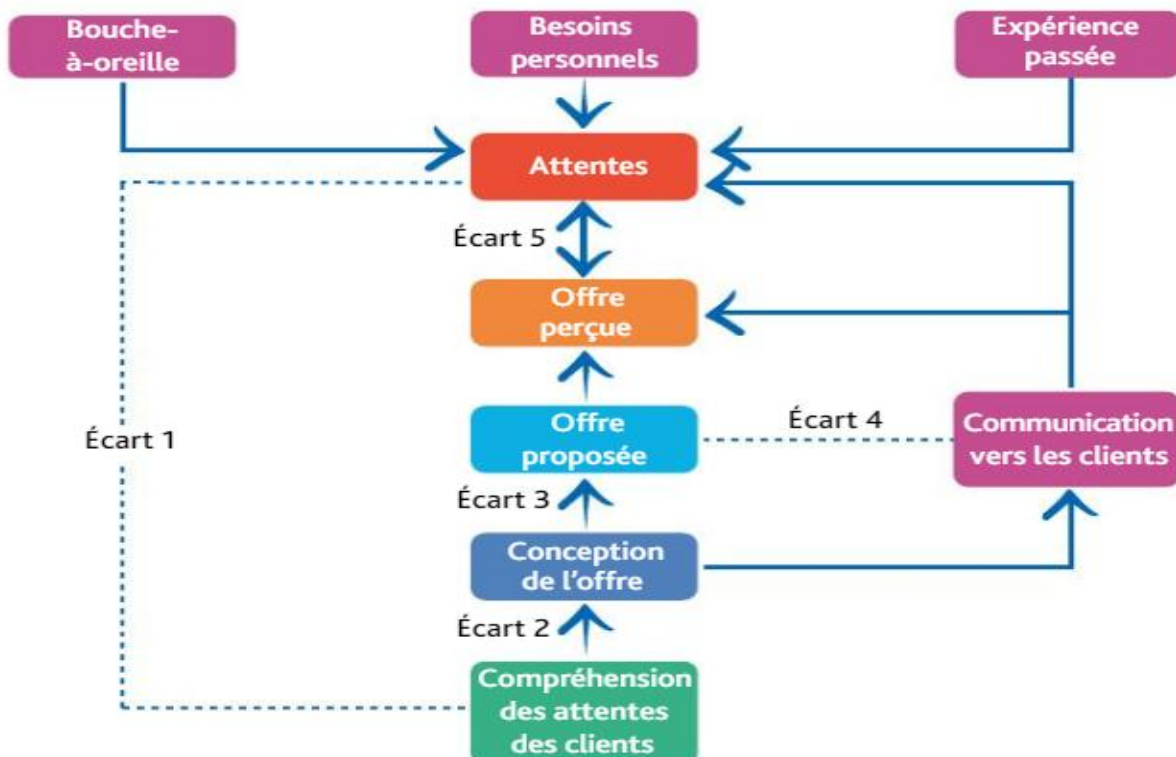 Bouche-
à-oreille
Besoins
personnels
Expérience
passée
Attentes
Écart 5
Offre
perçue
Écart 1
Offre
proposée
Écart 4
Communication
vers les clients
Écart 3
Conception
de l'offre
Écart 2
Compréhension
des attentes
des clients